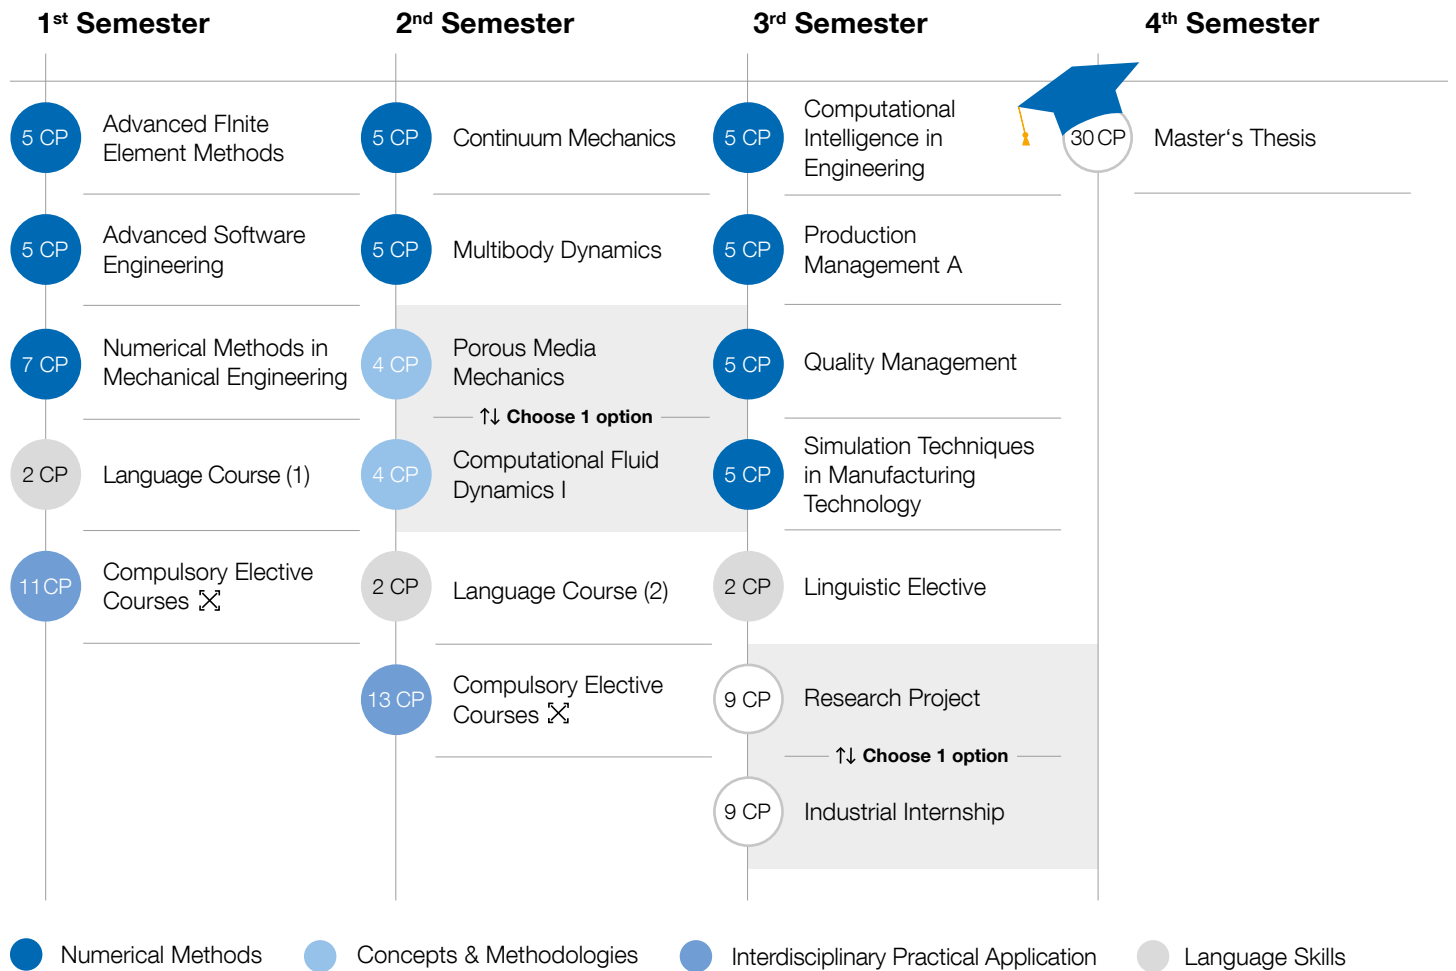 1st Semester
5 CP
Advanced FInite
Element Methods
5 CP
Advanced Software
Engineering
7 CP
Numerical Methods in
Mechanical Engineering
2 CP
Language Course (1)
11 CP
Compulsory Elective
Courses
2nd Semester
5 CP
Continuum Mechanics
5 CP
Multibody Dynamics
4 CP
Porous Media
Mechanics
↑↓ Choose 1 option
4 CP
Computational Fluid
Dynamics I
2 CP
Language Course (2)
13 CP
Compulsory Elective
Courses
3rd Semester
5 CP
Computational
Intelligence in
Engineering
5 CP
Production
Management A
5 CP
Quality Management
5 CP
Simulation Techniques
in Manufacturing
Technology
2 CP
Linguistic Elective
9 CP
Research Project
↑↓ Choose 1 option
9 CP
Industrial Internship
4th Semester
30 CP
Master‘s Thesis
Numerical Methods
Concepts & Methodologies
Interdisciplinary Practical Application
Language Skills